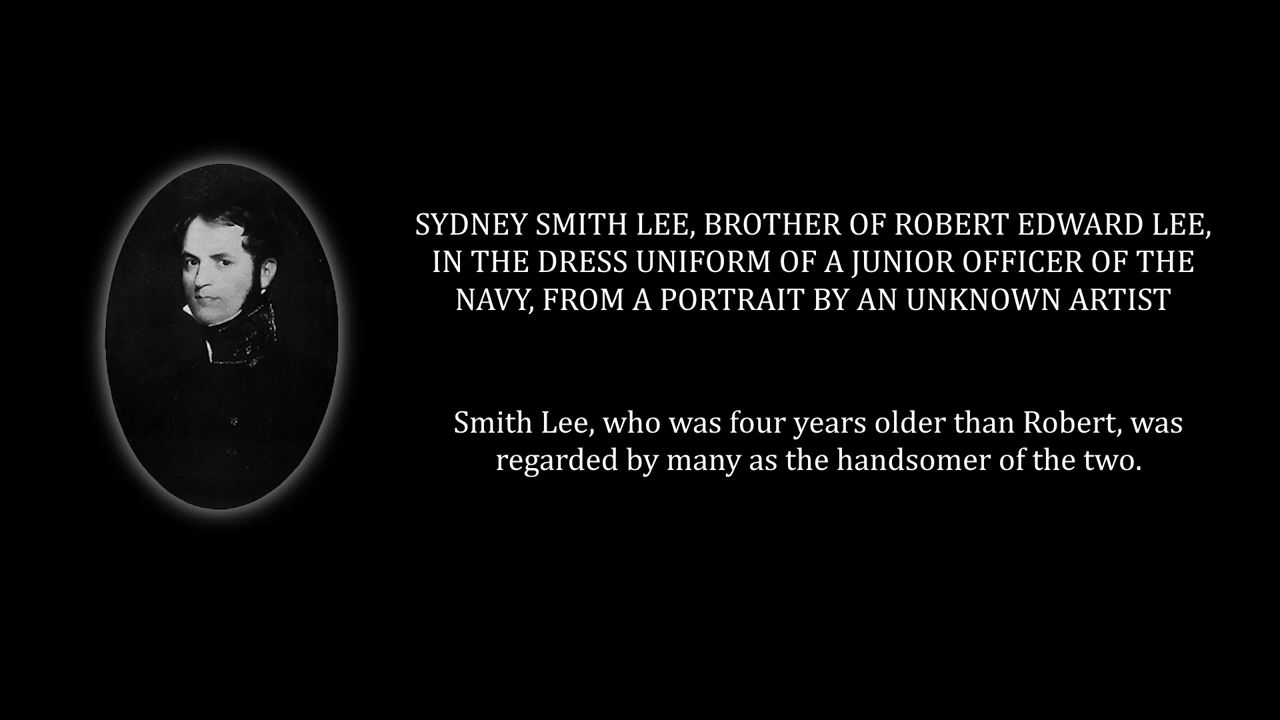 SYDNEY SMITH LEE, BROTHER OF ROBERT EDWARD LEE,
IN THE DRESS UNIFORM OF A JUNIOR OFFICER OF THE
NAVY, FROM A PORTRAIT BY AN UNKNOWN ARTIST
Smith Lee, who was four years older than Robert, was
regarded by many as the handsomer of the two.